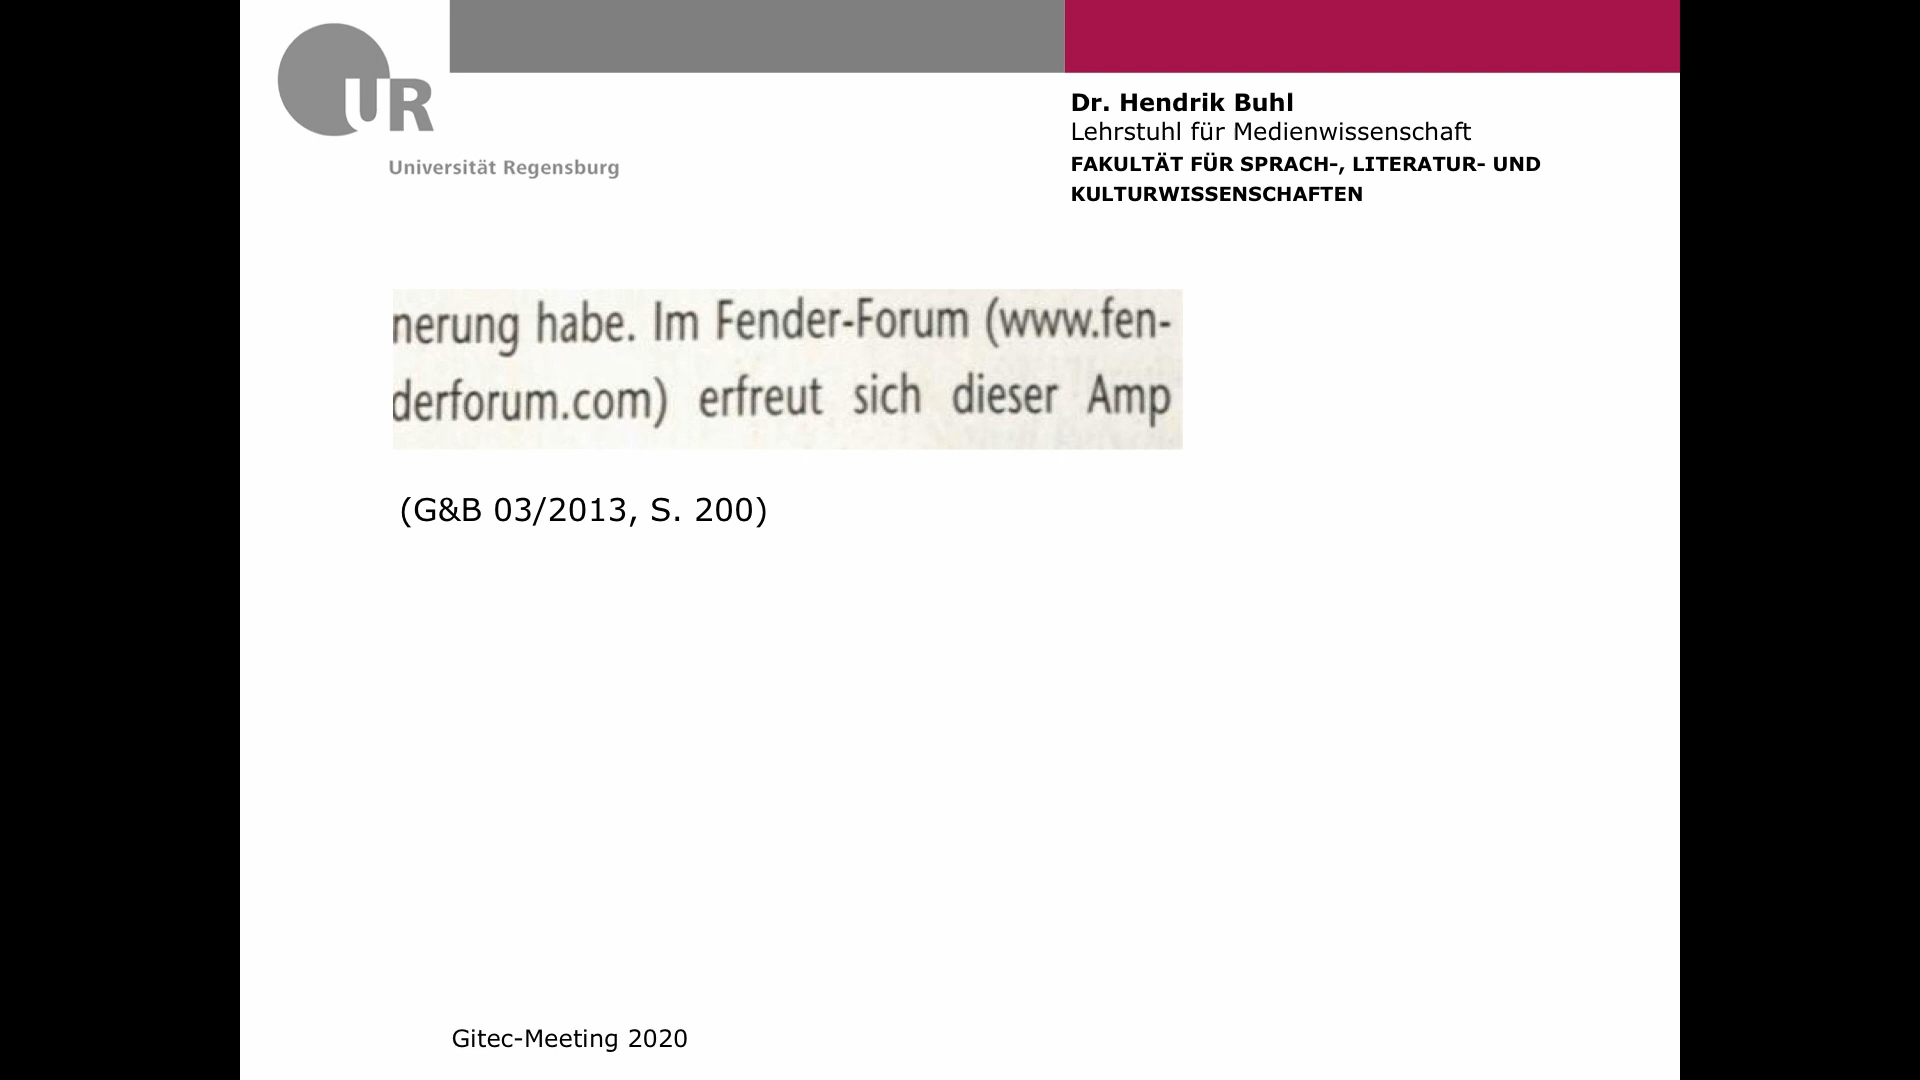 UR
Universität Regensburg
Dr. Hendrik Buhl
Lehrstuhl für Medienwissenschaft
FAKULTÄT FÜR SPRACH-, LITERATUR- UND
KULTURWISSENSCHAFTEN
nerung habe. Im Fender-Forum (www.fen-
derforum.com) erfreut sich dieser Amp
(G&B 03/2013, S. 200)
Gitec-Meeting 2020